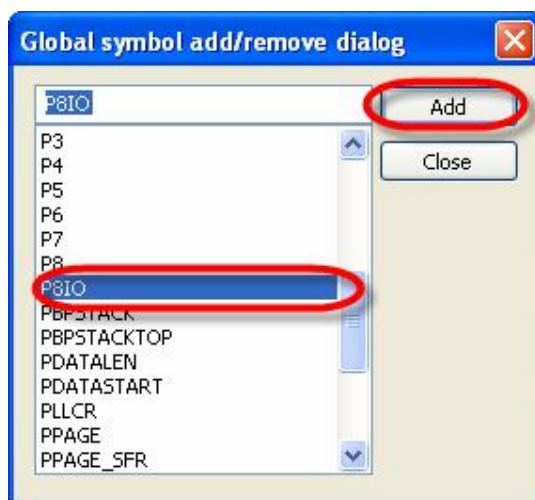 Global symbol add/remove dialog
P8IO
Add
Close
P3
P4
P5
P6
P7
P8
P8IO
PBPSTACK
PBPSTACKTOP
PDATALEN
PDATASTART
PLLCR
PPAGE
PPAGE_SFR